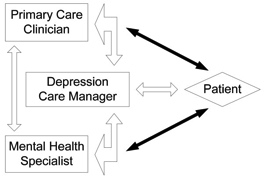 Primary Care
Clinician
Depression
Care Manager
Patient
Mental Health
Specialist